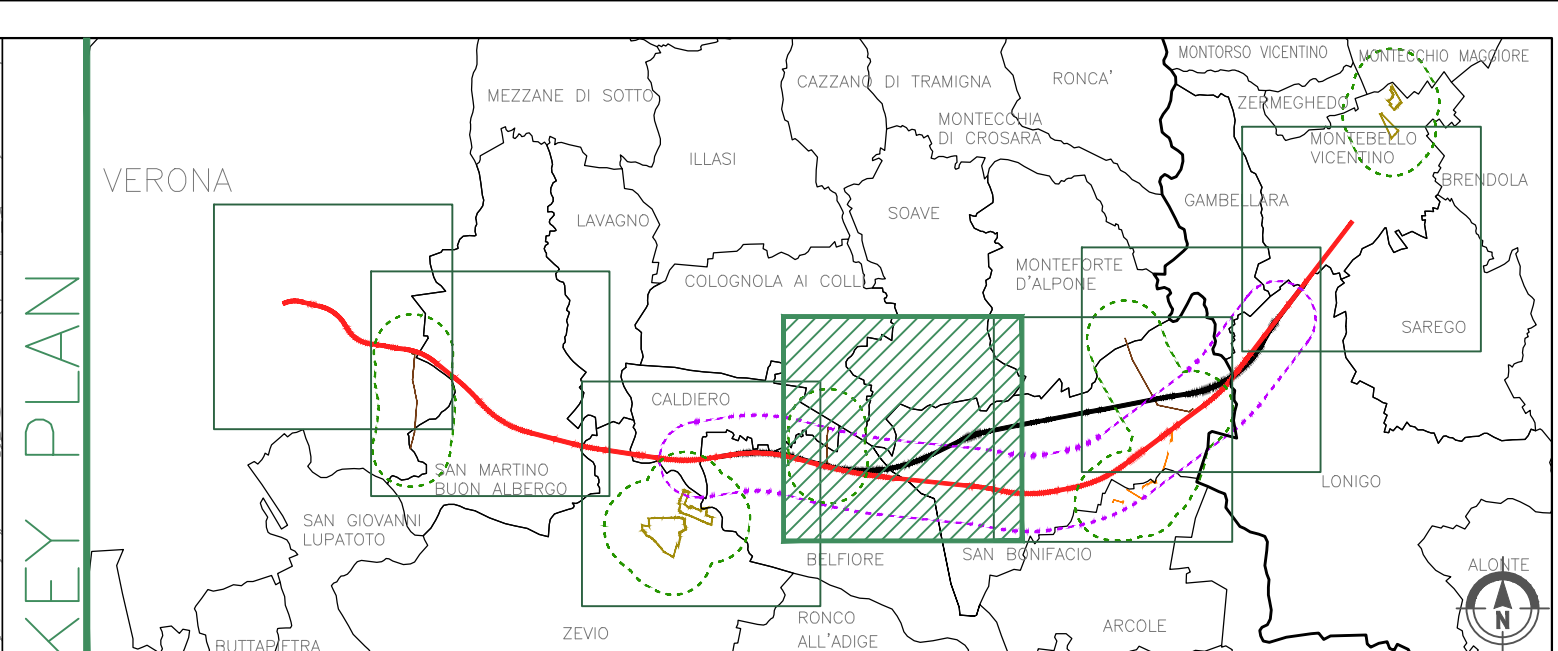 KEY PLAN
MONTORSO VICENTINO
MONTECCHIO MAGGIORE
CAZZANO DI TRAMIGNA
RONCA'
MEZZANE DI SOTTO
ZERMEGHEDO
MONTECCHIA
DI CROSARA
MONTEBELLO
VICENTINO
ILLASI
VERONA
BRENDOLA
GAMBELLARA
LAVAGNO
SOAVE
MONTEFORTE
D'ALPONE
COLOGNOLA AI COLLI
SAREGO
CALDIERO
SAN MARTINO
BUON ALBERGO
LONIGO
SAN GIOVANNI
LUPATOTO
BELFIORE
SAN BONIFACIO
ALONTE
N
RONCO
ALL'ADIGE
ZEVIO
ARCOLE
BUTTAPIETRA